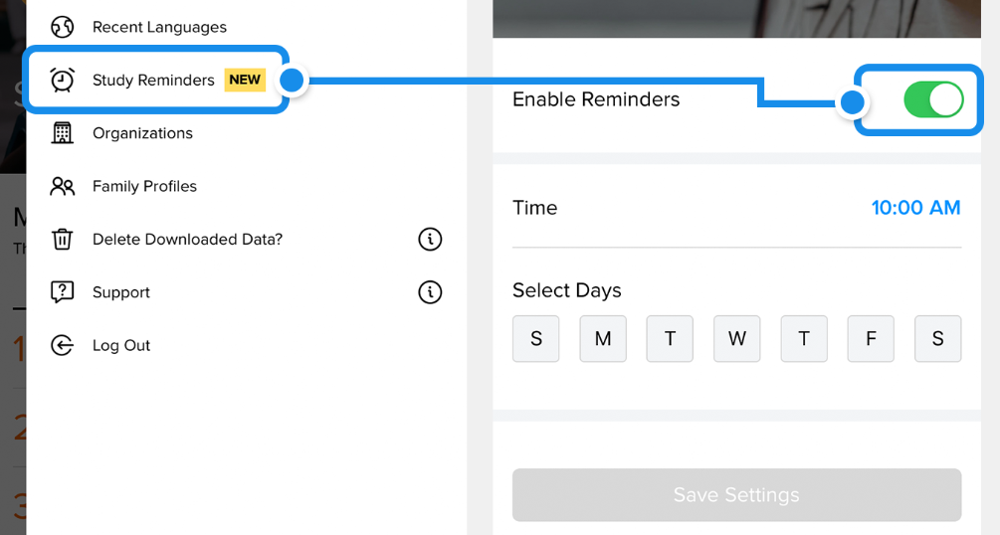 Recent Languages
Study Reminders NEW
Organizations
Family Profiles
Delete Downloaded Data?
Support
Log Out
Enable Reminders
Time 10:00 AM
Select Days
S M T W T F S
Save Settings